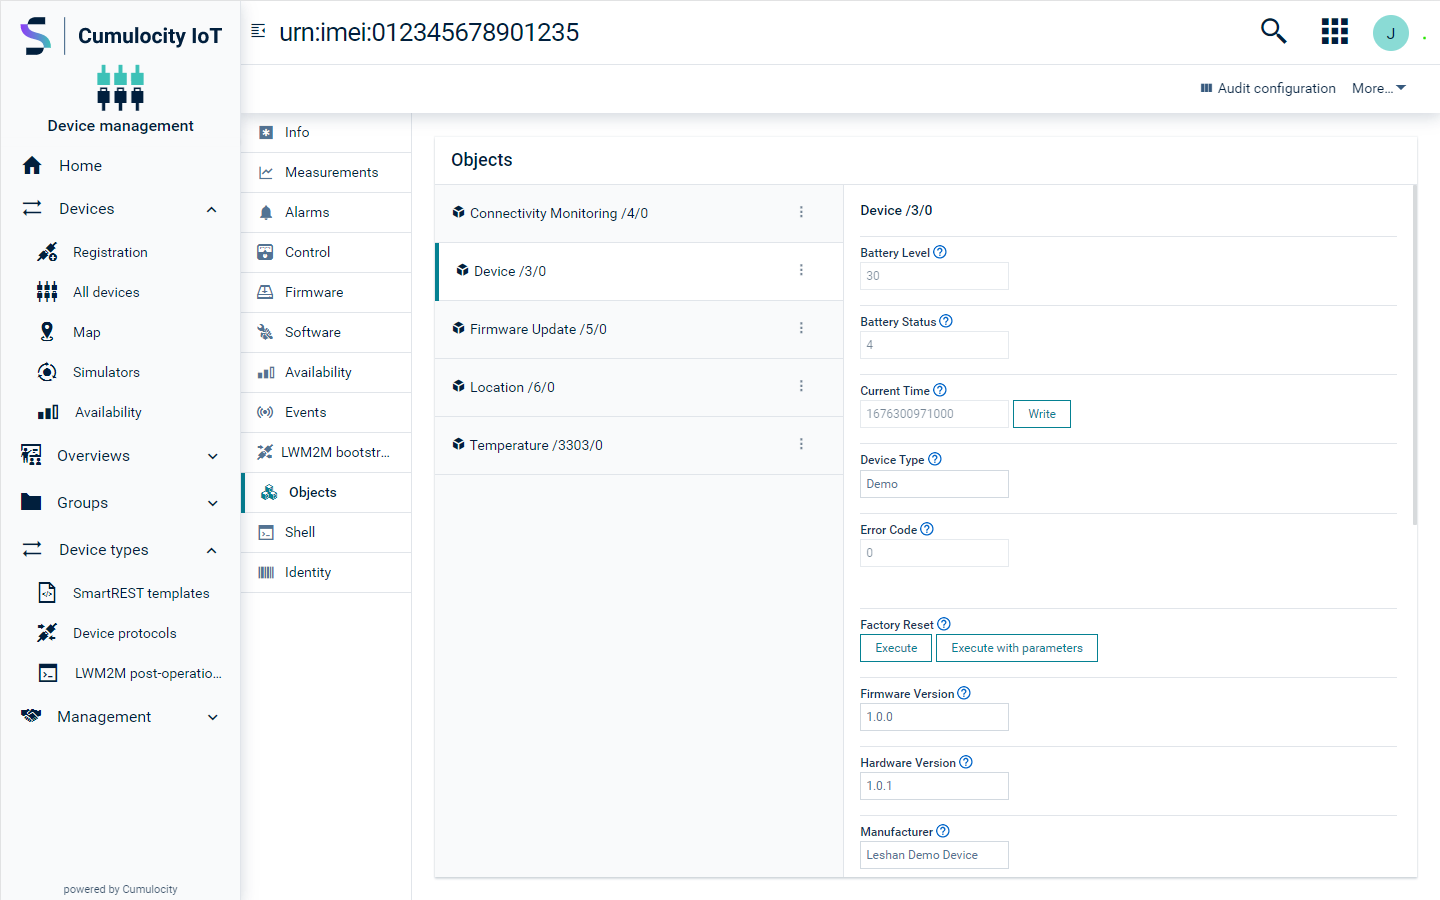 Cumulocity IoT
Device management
Home
Devices
Registration
All devices
Map
Simulators
Availability
Overviews
Groups
Device types
SmartREST templates
Device protocols
LWM2M post-operatio...
Management
powered by Cumulocity
urn:imei:012345678901235
J
Audit configuration
More...
Info
Measurements
Alarms
Control
Firmware
Software
Availability
Events
LWM2M bootstr...
Objects
Shell
Identity
Objects
Connectivity Monitoring /4/0
Device /3/0
Firmware Update /5/0
Location /6/0
Temperature /3303/0
Device /3/0
Battery Level
30
Battery Status
4
Current Time
1676300971000
Write
Device Type
Demo
Error Code
0
Factory Reset
Execute
Execute with parameters
Firmware Version
1.0.0
Hardware Version
1.0.1
Manufacturer
Leshan Demo Device